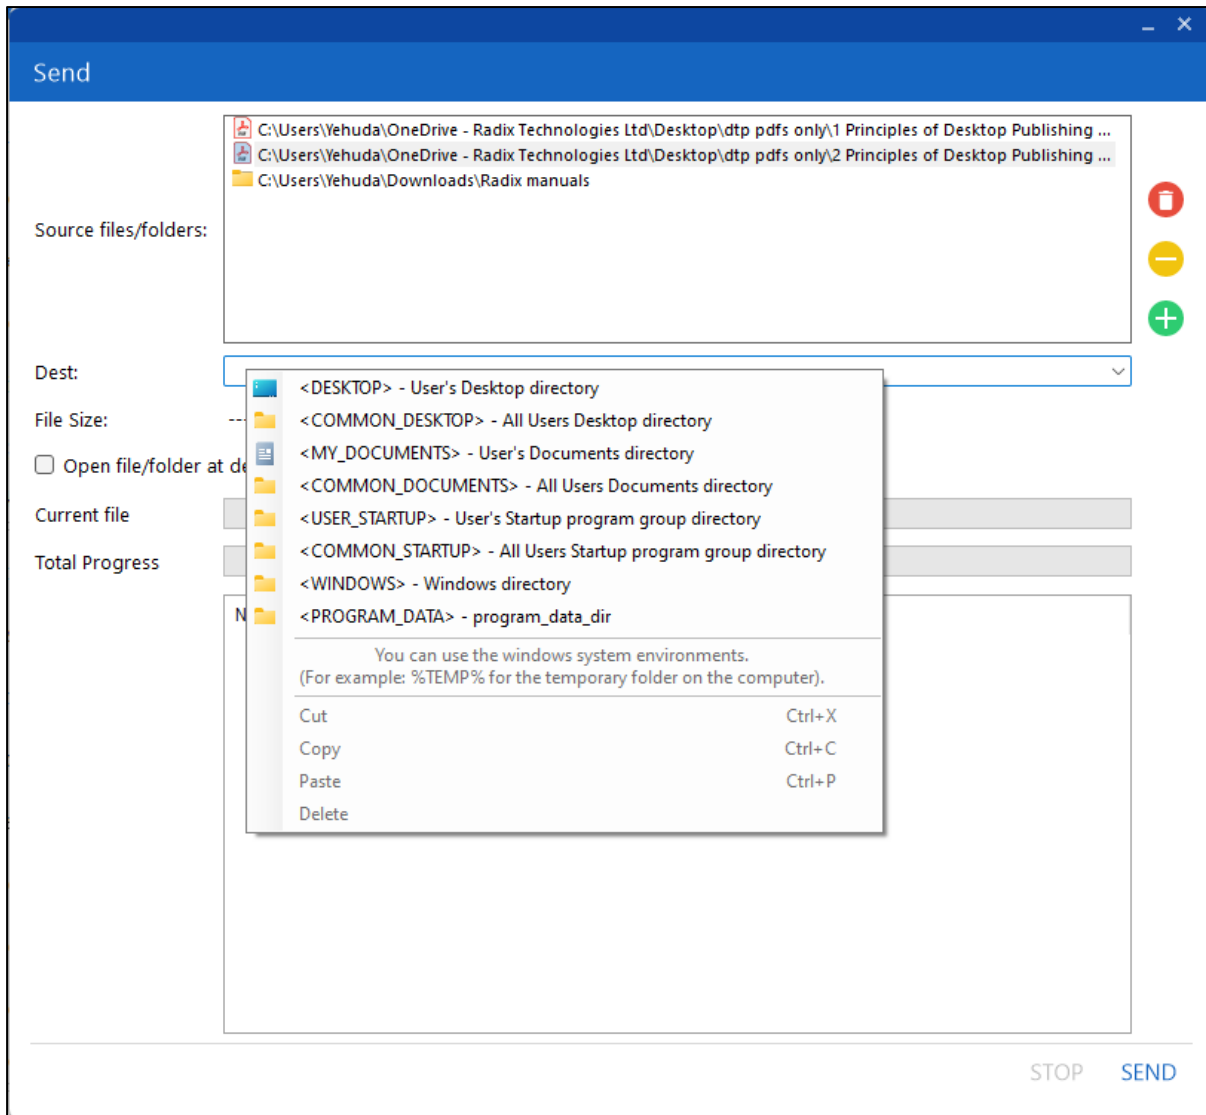 Send
C:\Users\Yehuda\OneDrive - Radix Technologies Ltd\Desktop\dtp pdfs only\1 Principles of Desktop Publishing ...
C:\Users\Yehuda\OneDrive - Radix Technologies Ltd\Desktop\dtp pdfs only\2 Principles of Desktop Publishing ...
C:\Users\Yehuda\Downloads\Radix manuals
Source files/folders:
Dest:
<DESKTOP> - User's Desktop directory
File Size:
<COMMON_DESKTOP> - All Users Desktop directory
<MY_DOCUMENTS> - User's Documents directory
Open file/folder at de
<COMMON_DOCUMENTS> - All Users Documents directory
Current file
<USER_STARTUP> - User's Startup program group directory
<COMMON_STARTUP> - All Users Startup program group directory
Total Progress
<WINDOWS> - Windows directory
N
<PROGRAM_DATA> - program_data_dir
You can use the windows system environments.
(For example: %TEMP% for the temporary folder on the computer).
Cut Ctrl+X
Copy Ctrl+C
Paste Ctrl+P
Delete
STOP SEND